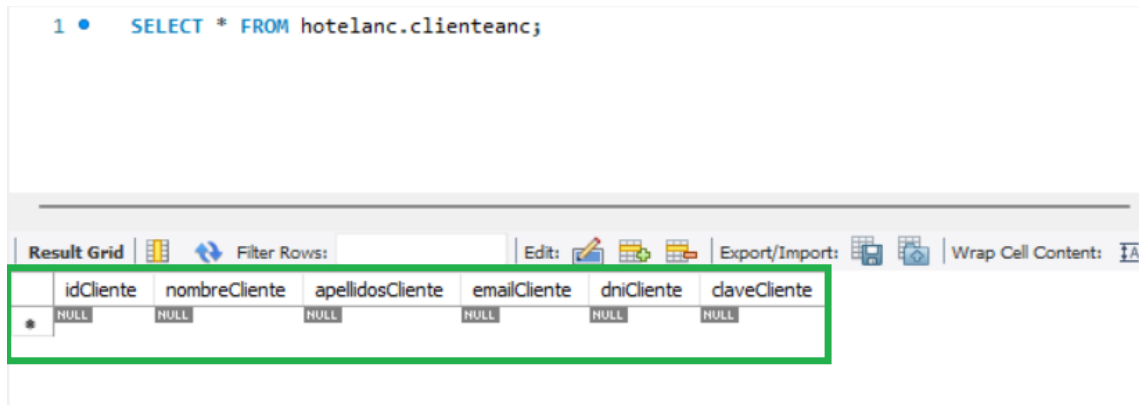 1 SELECT * FROM hotelanc.clienteanc;
Result Grid Filter Rows: Edit: Export/Import: Wrap Cell Content: IA
idCliente nombreCliente apellidosCliente emailCliente dniCliente claveCliente
* NULL NULL NULL NULL NULL NULL